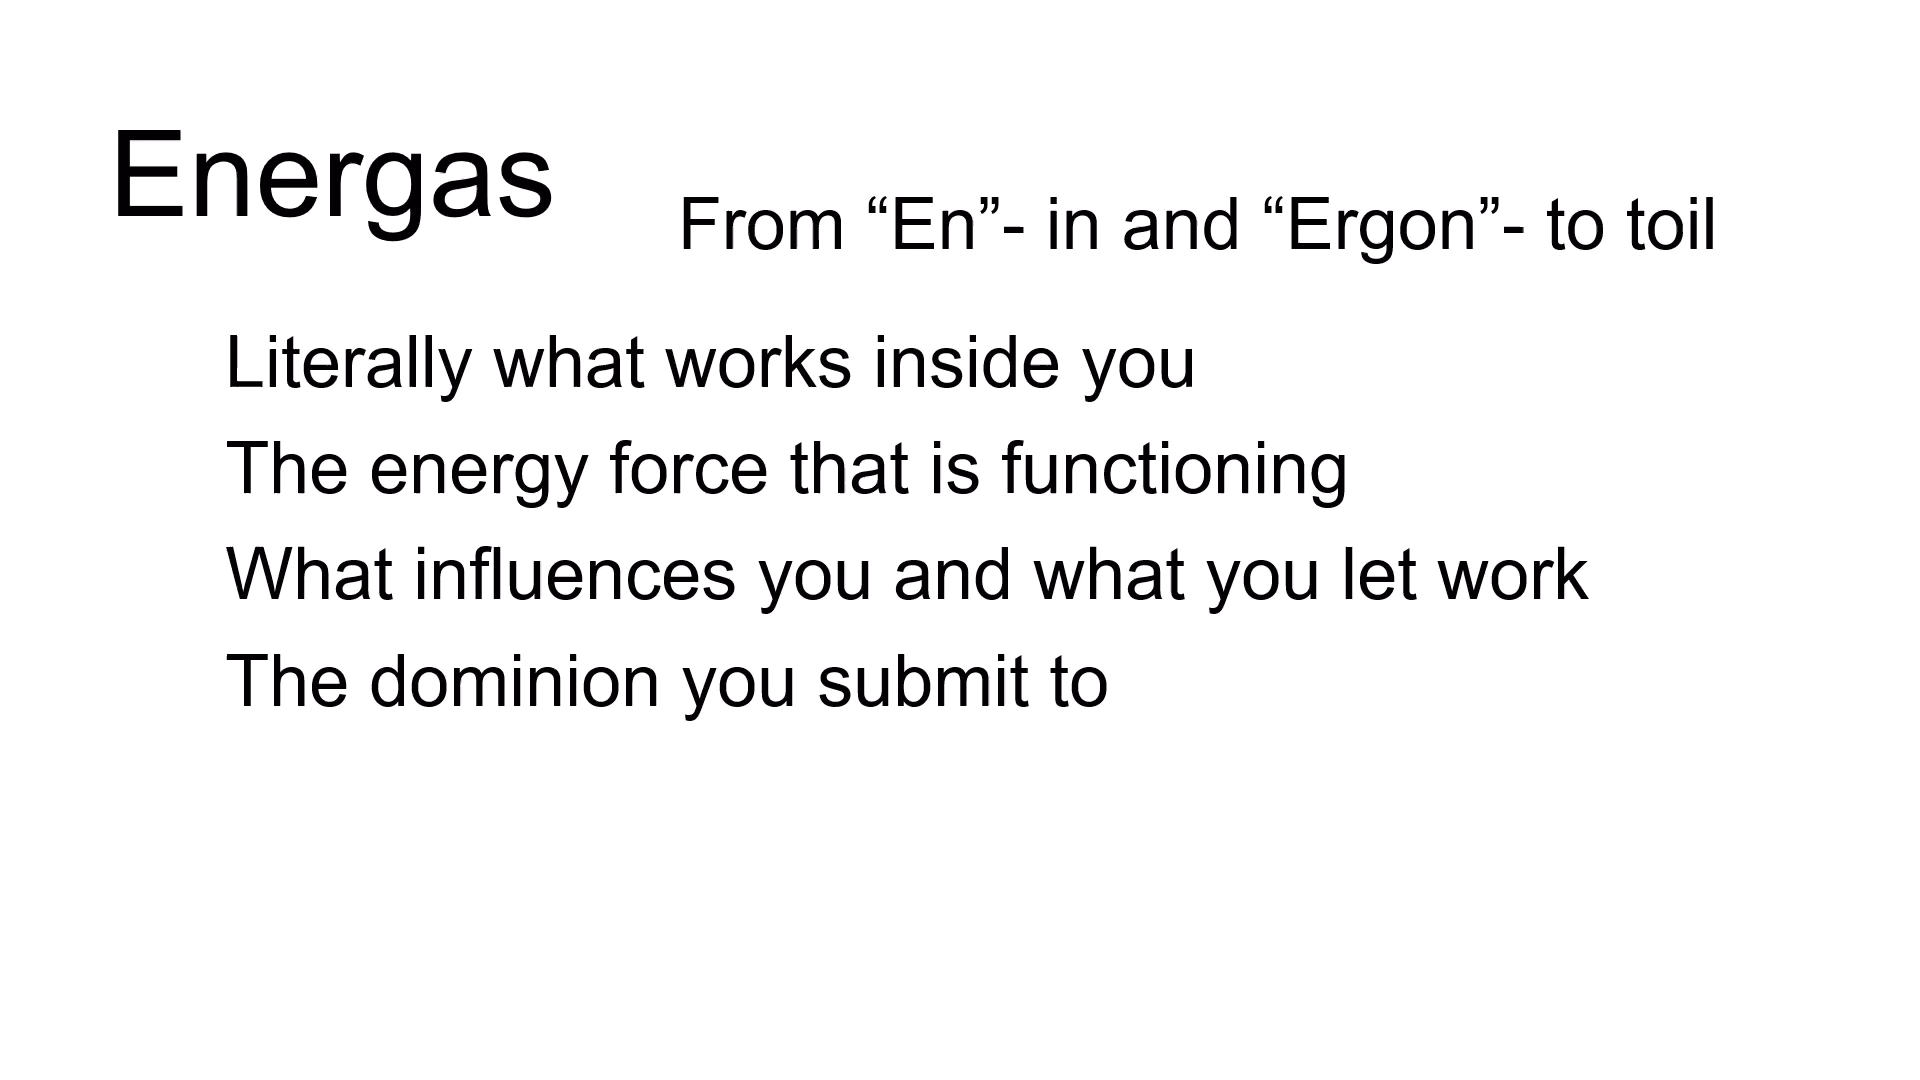 Energas
From “En”- in and “Ergon”- to toil
Literally what works inside you
The energy force that is functioning
What influences you and what you let work
The dominion you submit to